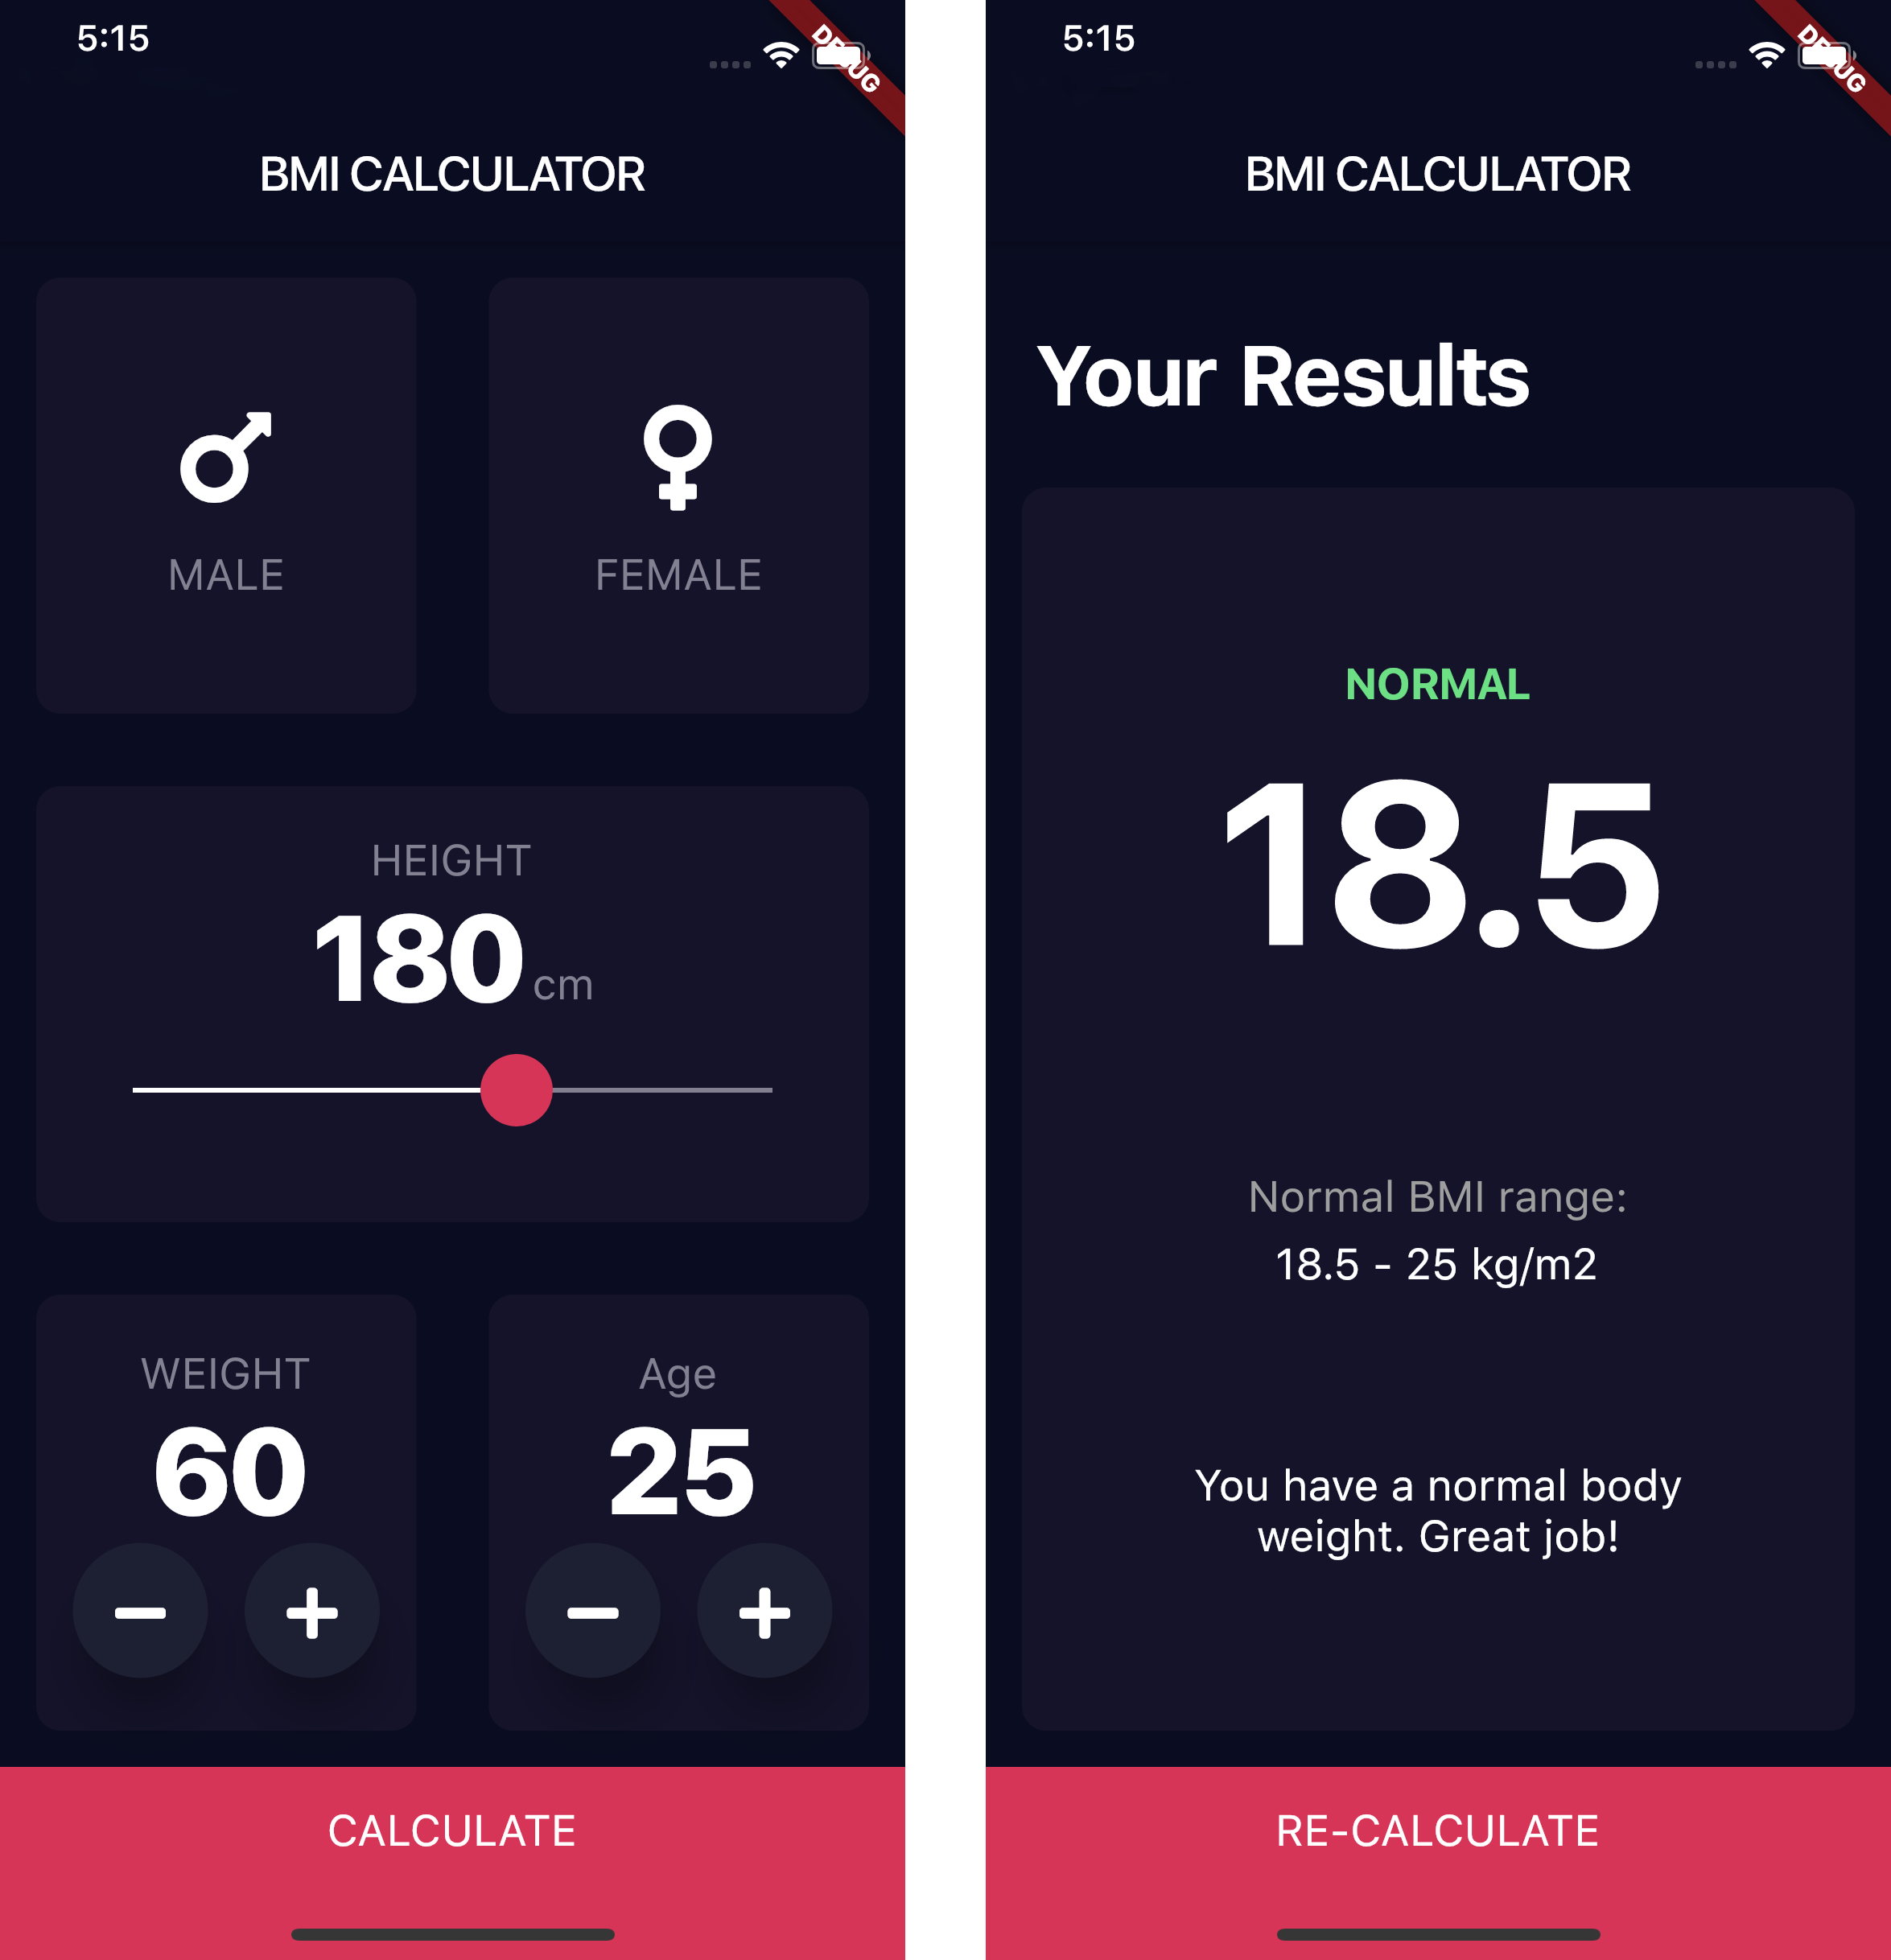 5:15
DEBUG
BMI CALCULATOR
MALE
FEMALE
HEIGHT
180 cm
WEIGHT
60
Age
25
CALCULATE
5:15
DEBUG
BMI CALCULATOR
Your Results
NORMAL
18.5
Normal BMI range:
18.5 - 25 kg/m2
You have a normal body
weight. Great job!
RE-CALCULATE